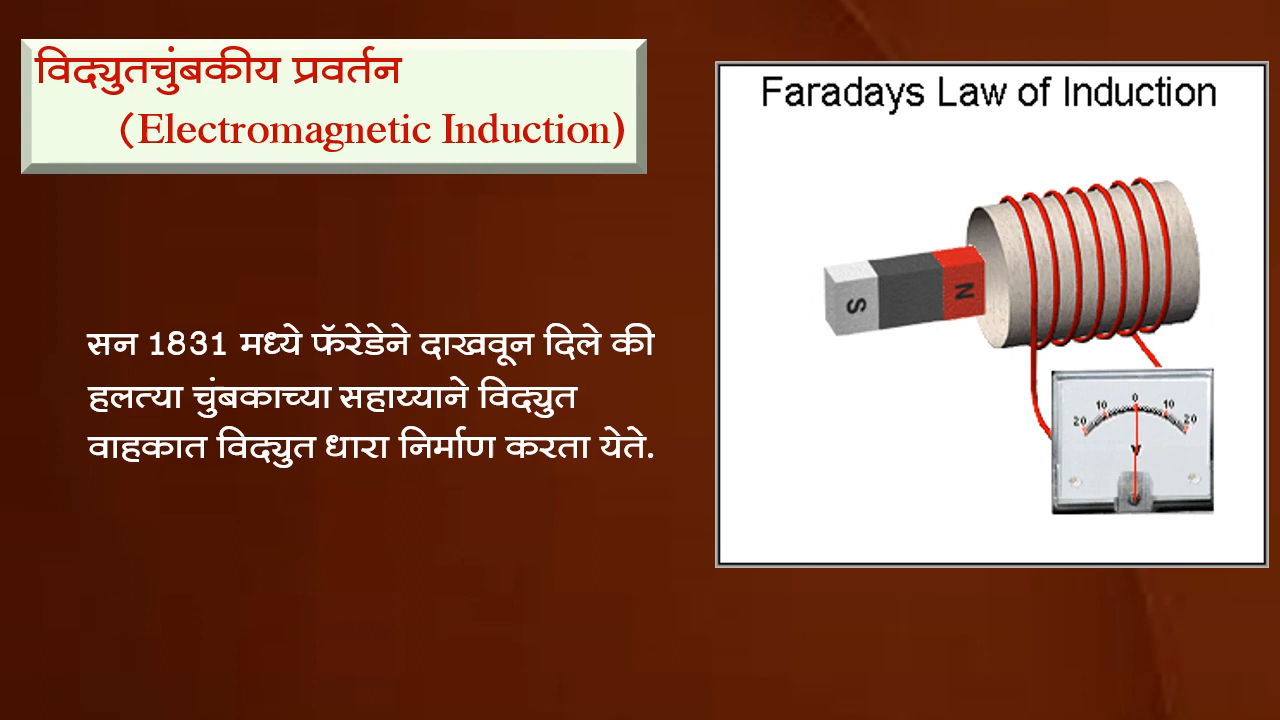 विद्युतचुंबकीय प्रवर्तन
(Electromagnetic Induction)
सन 1831 मध्ये फॅरेडेने दाखवून दिले की
हलत्या चुंबकाच्या सहाय्याने विद्युत
वाहकात विद्युत धारा निर्माण करता येते.
Faradays Law of Induction
S
N
20 10 0 10 20
V